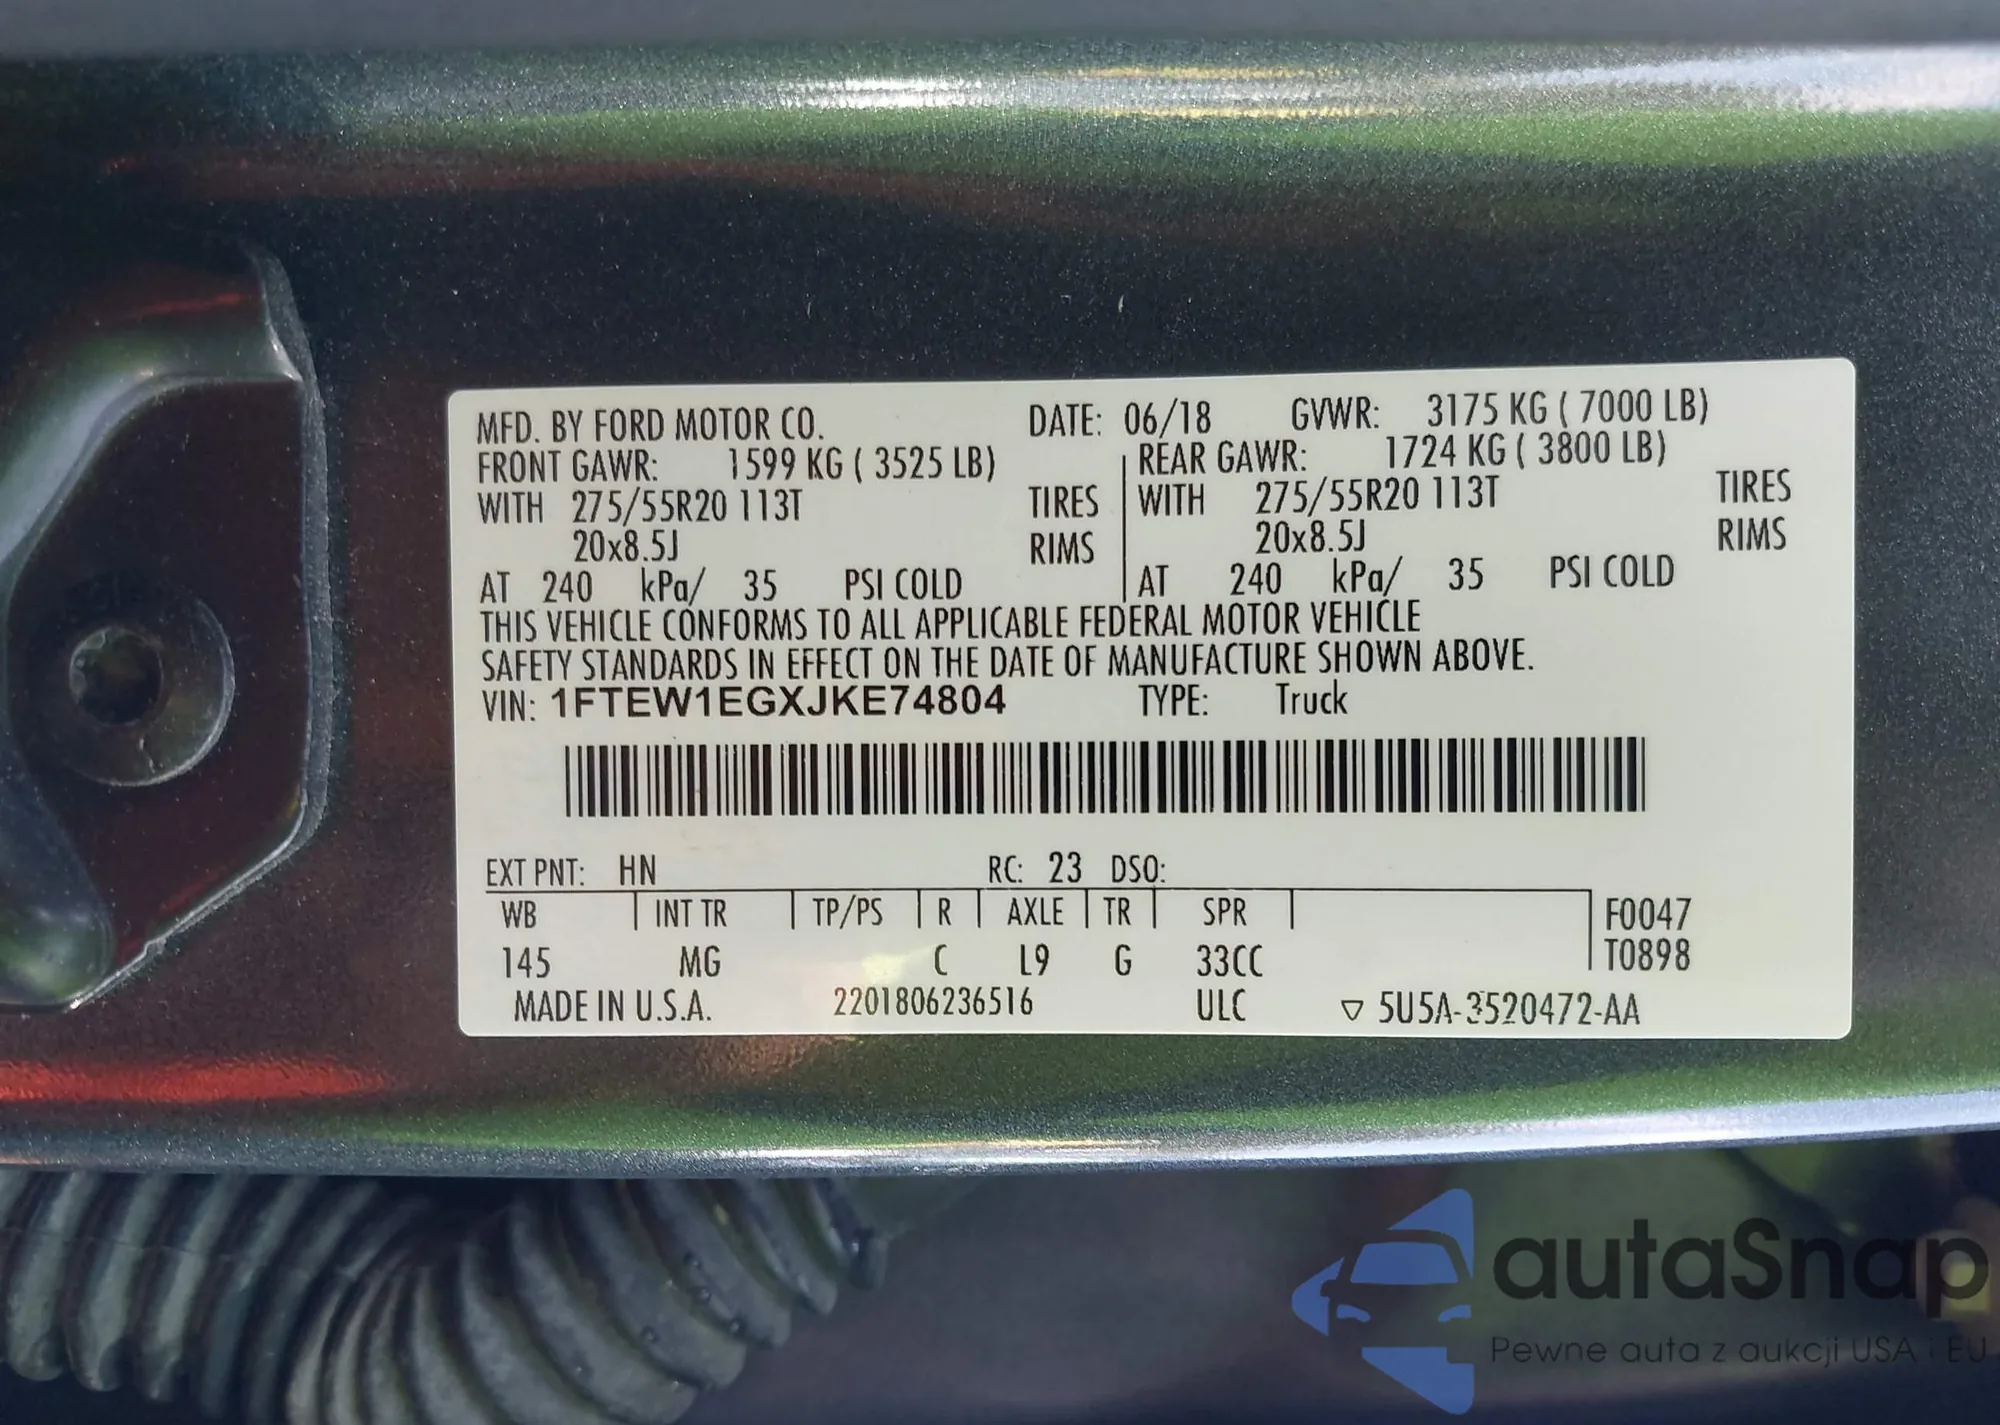 MFD. BY FORD MOTOR CO. DATE: 06/18 GVWR: 3175 KG ( 7000 LB)
FRONT GAWR: 1599 KG ( 3525 LB) REAR GAWR: 1724 KG ( 3800 LB)
WITH 275/55R20 113T TIRES WITH 275/55R20 113T TIRES
20x8.5J RIMS 20x8.5J RIMS
AT 240 kPa/ 35 PSI COLD AT 240 kPa/ 35 PSI COLD
THIS VEHICLE CONFORMS TO ALL APPLICABLE FEDERAL MOTOR VEHICLE
SAFETY STANDARDS IN EFFECT ON THE DATE OF MANUFACTURE SHOWN ABOVE.
VIN: 1FTEW1EGXJKE74804 TYPE: Truck
EXT PNT: HN RC: 23 DSO:
WB INT TR TP/PS R AXLE TR SPR F0047
145 MG C L9 G 33CC T0898
MADE IN U.S.A. 2201806236516 ULC ▽ 5U5A-3520472-AA
autaSnap
Pewne auta z aukcji USA i EU